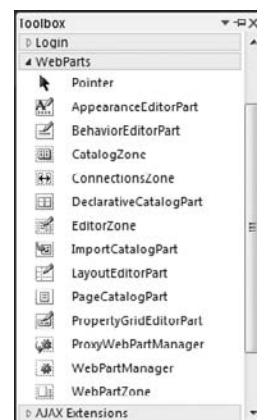 Toolbox
Login
WebParts
Pointer
AppearanceEditorPart
BehaviorEditorPart
CatalogZone
ConnectionsZone
DeclarativeCatalogPart
EditorZone
ImportCatalogPart
LayoutEditorPart
PageCatalogPart
PropertyGridEditorPart
ProxyWebPartManager
WebPartManager
WebPartZone
AJAX Extensions